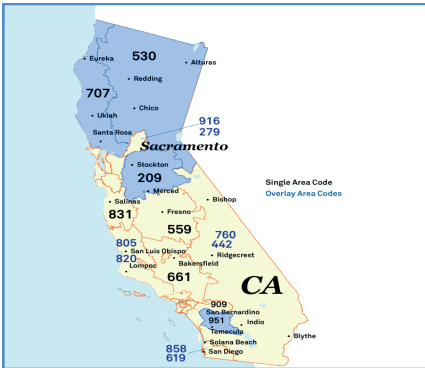 530
Eureka
Alturas
Redding
707
Chico
Ukiah
916
279
Santa Rosa
Sacramento
Stockton
209
Single Area Code
Merced
Overlay Area Codes
Salinas
Bishop
831
Fresno
559
760
442
805
San Luis Obispo
Ridgecrest
820
Bakersfield
Lompoc
661
CA
909
San Bernardino
951
Indio
Temecula
Blythe
Solana Beach
858
San Diego
619